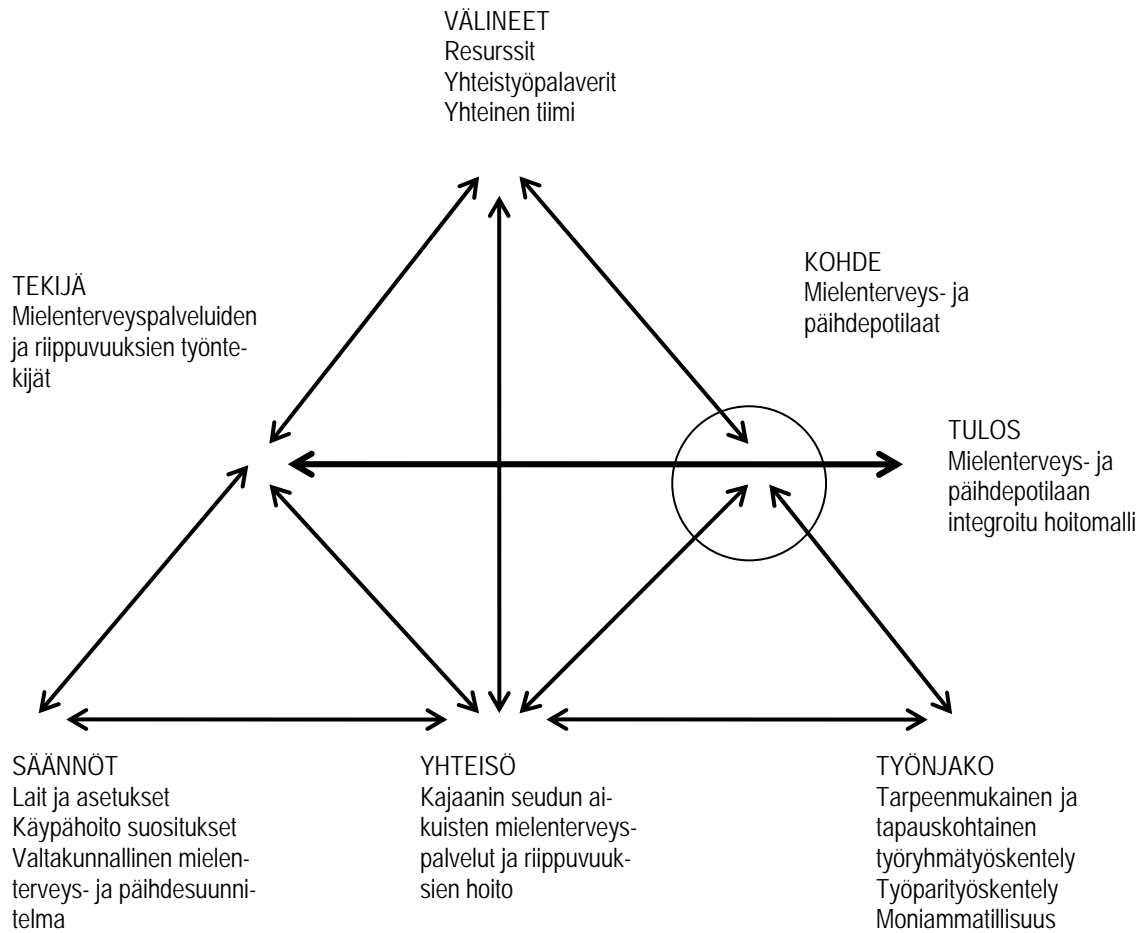 VÄLINEET
Resurssit
Yhteistyöpalaverit
Yhteinen tiimi
TEKIJÄ
Mielenterveyspalveluiden
ja riippuvuuksien työnte-
kijät
KOHDE
Mielenterveys- ja
päihdepotilaat
TULOS
Mielenterveys- ja
päihdepotilaan
integroitu hoitomalli
SÄÄNNÖT
Lait ja asetukset
Käypähoito suositukset
Valtakunnallinen mielen-
terveys- ja päihdesuunni-
telma
YHTEISÖ
Kajaanin seudun ai-
kuisten mielenterveys-
palvelut ja riippuvuuk-
sien hoito
TYÖNJAKO
Tarpeenmukainen ja
tapauskohtainen
työryhmätyöskentely
Työparityöskentely
Moniammatillisuus